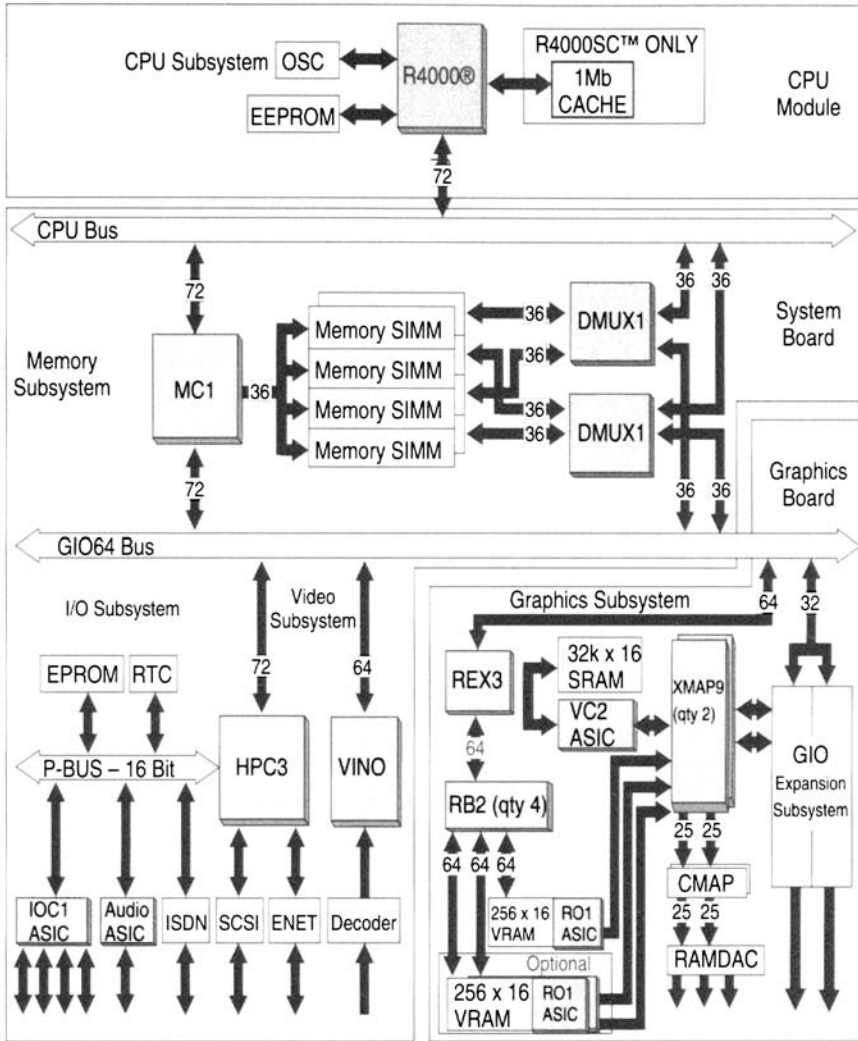 CPU Subsystem
OSC
EEPROM
R4000®
R4000SC™ ONLY
1Mb
CACHE
CPU
Module
72
CPU Bus
72
36
36
System
Board
Memory
Subsystem
MC1
36
Memory SIMM
Memory SIMM
Memory SIMM
Memory SIMM
36
36
36
36
DMUX1
DMUX1
72
36
36
Graphics
Board
GIO64 Bus
I/O Subsystem
Video
Subsystem
72
64
EPROM
RTC
P-BUS – 16 Bit
HPC3
VINO
IOC1
ASIC
Audio
ASIC
ISDN
SCSI
ENET
Decoder
Graphics Subsystem
64
32
REX3
32k x 16
SRAM
VC2
ASIC
XMAP9
(qty 2)
GIO
Expansion
Subsystem
64
RB2 (qty 4)
64
64
64
25
25
CMAP
25
25
RAMDAC
256 x 16
VRAM
RO1
ASIC
Optional
256 x 16
VRAM
RO1
ASIC